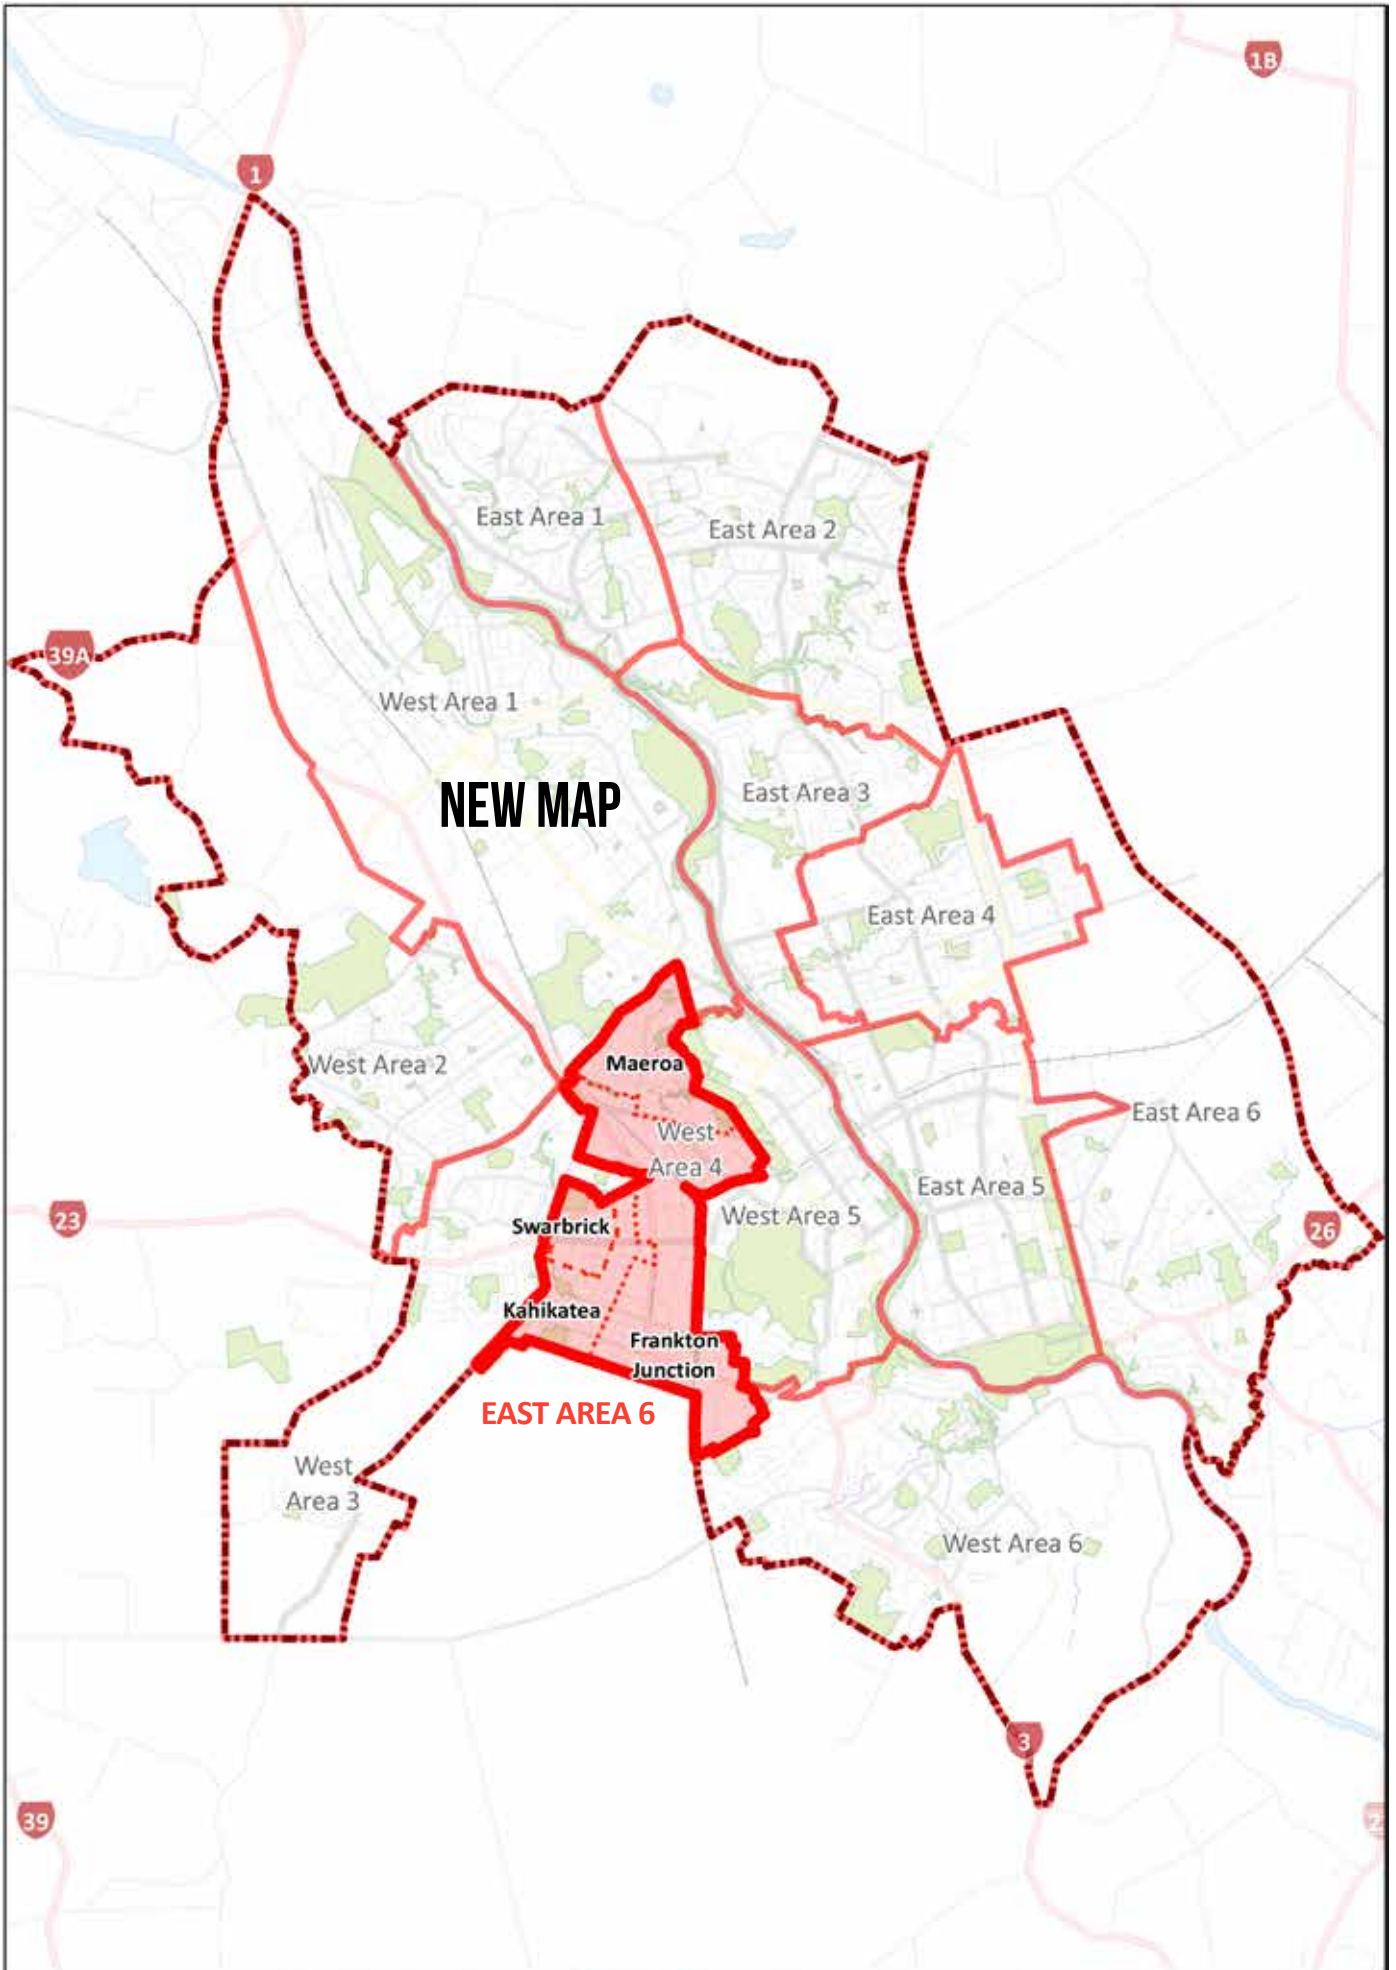 1B
1
East Area 1
East Area 2
39A
West Area 1
NEW MAP
East Area 3
East Area 4
Maeroa
West Area 2
East Area 6
West
Area 4
East Area 5
23
Swarbrick
West Area 5
26
Kahikatea
Frankton
Junction
EAST AREA 6
West
Area 3
West Area 6
3
39